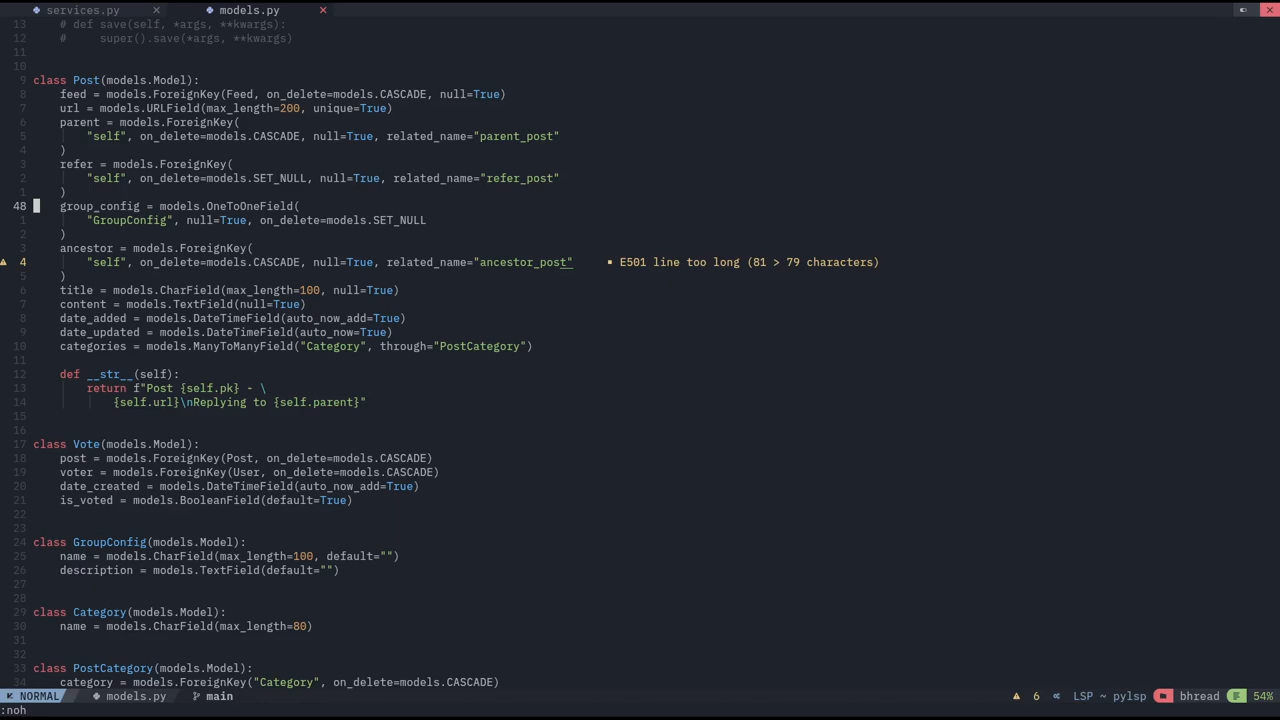 services.py models.py
13 # def save(self, *args, **kwargs):
12 #     super().save(*args, **kwargs)
11
10
9 class Post(models.Model):
8     feed = models.ForeignKey(Feed, on_delete=models.CASCADE, null=True)
7     url = models.URLField(max_length=200, unique=True)
6     parent = models.ForeignKey(
5         "self", on_delete=models.CASCADE, null=True, related_name="parent_post"
4     )
3     refer = models.ForeignKey(
2         "self", on_delete=models.SET_NULL, null=True, related_name="refer_post"
1     )
48     group_config = models.OneToOneField(
1         "GroupConfig", null=True, on_delete=models.SET_NULL
2     )
3     ancestor = models.ForeignKey(
4         "self", on_delete=models.CASCADE, null=True, related_name="ancestor_post"     ▪ E501 line too long (81 > 79 characters)
5     )
6     title = models.CharField(max_length=100, null=True)
7     content = models.TextField(null=True)
8     date_added = models.DateTimeField(auto_now_add=True)
9     date_updated = models.DateTimeField(auto_now=True)
10     categories = models.ManyToManyField("Category", through="PostCategory")
11
12     def __str__(self):
13         return f"Post {self.pk} - \
14             {self.url}\nReplying to {self.parent}"
15
16
17 class Vote(models.Model):
18     post = models.ForeignKey(Post, on_delete=models.CASCADE)
19     voter = models.ForeignKey(User, on_delete=models.CASCADE)
20     date_created = models.DateTimeField(auto_now_add=True)
21     is_voted = models.BooleanField(default=True)
22
23
24 class GroupConfig(models.Model):
25     name = models.CharField(max_length=100, default="")
26     description = models.TextField(default="")
27
28
29 class Category(models.Model):
30     name = models.CharField(max_length=80)
31
32
33 class PostCategory(models.Model):
34     category = models.ForeignKey("Category", on_delete=models.CASCADE)
NORMAL models.py main 6 LSP ~ pylsp bhread 54%
:noh